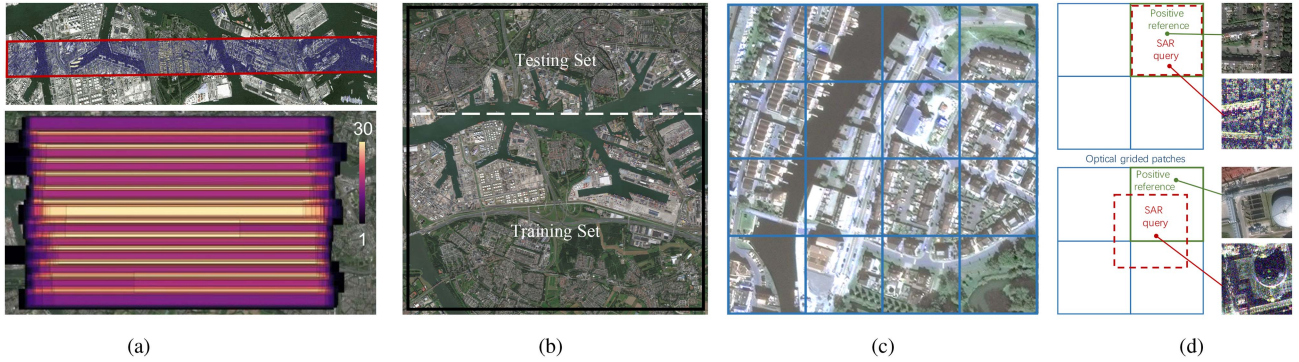 30
1
(a)
Testing Set
Training Set
(b)
(c)
Positive
reference
SAR
query
Optical grided patches
Positive
reference
SAR
query
(d)